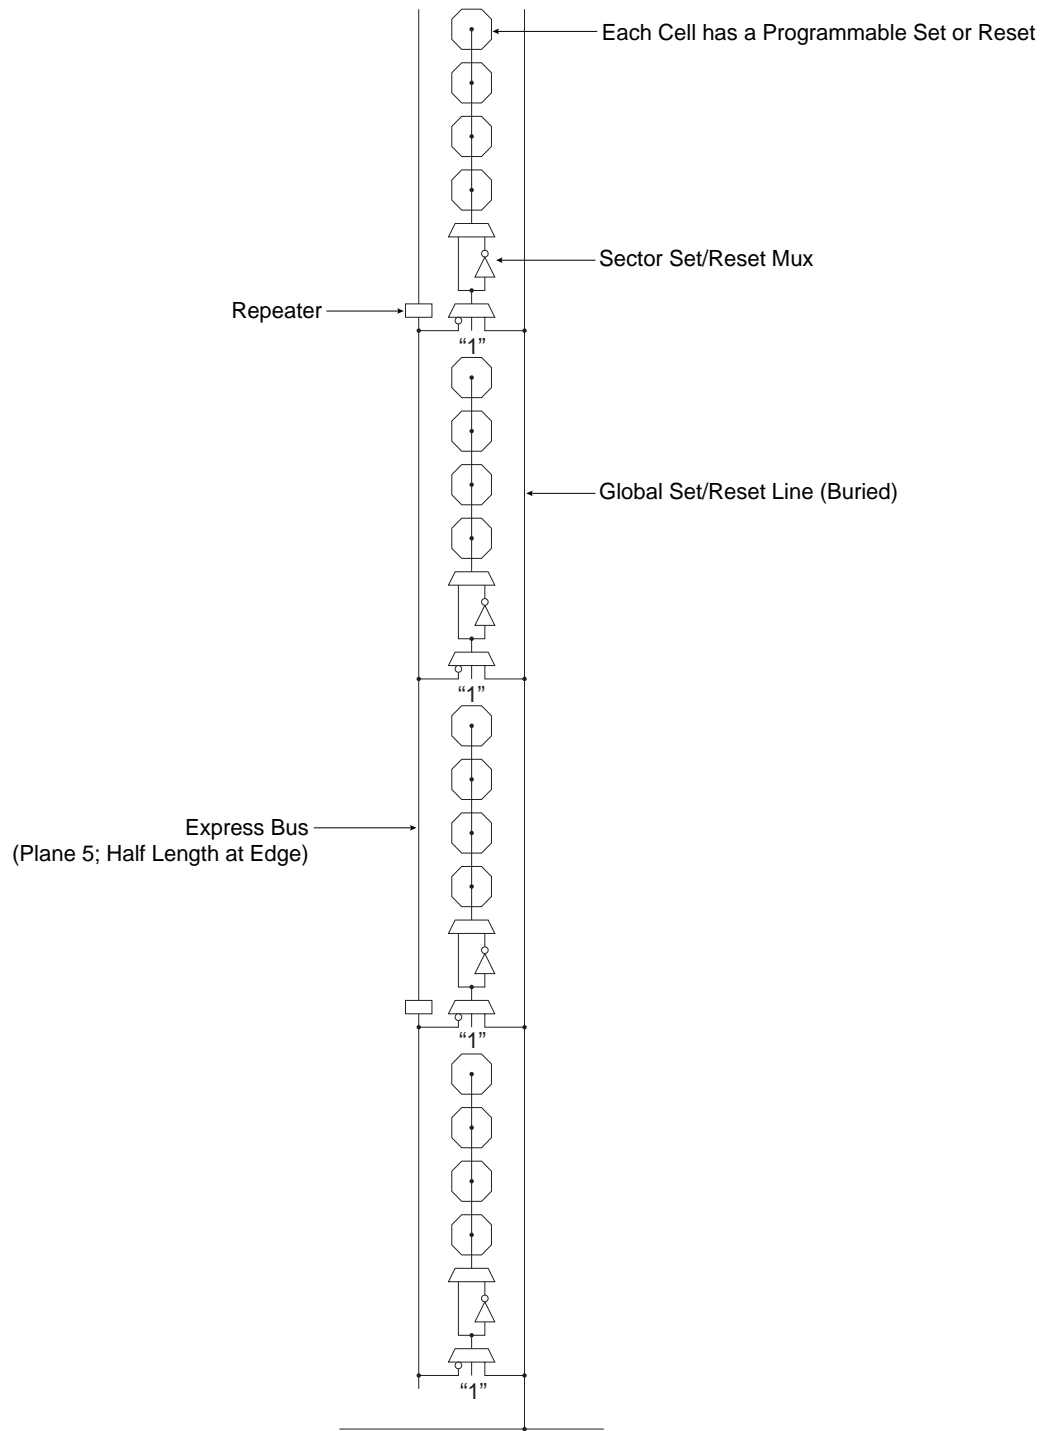 Each Cell has a Programmable Set or Reset
Sector Set/Reset Mux
Repeater
“1”
Global Set/Reset Line (Buried)
“1”
Express Bus
(Plane 5; Half Length at Edge)
“1”
“1”